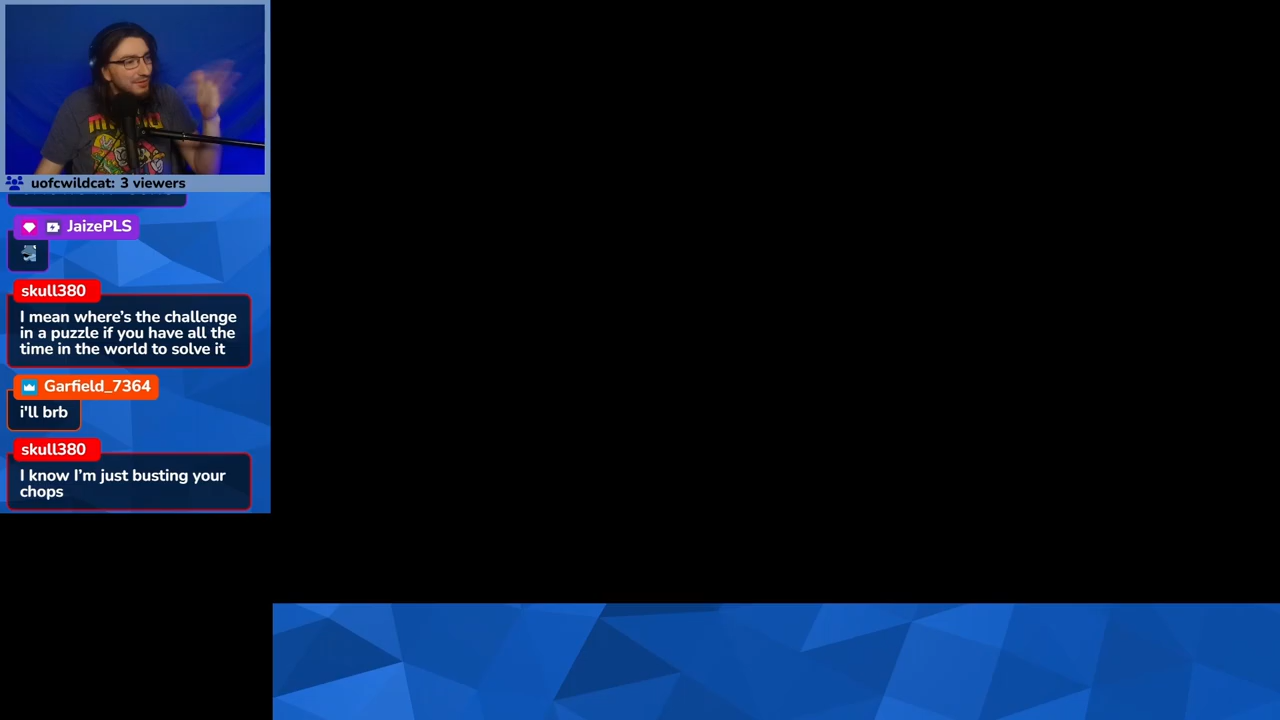 uofcwildcat: 3 viewers
JaizePLS
skull380
I mean where's the challenge
in a puzzle if you have all the
time in the world to solve it
Garfield_7364
i'll brb
skull380
I know I'm just busting your
chops